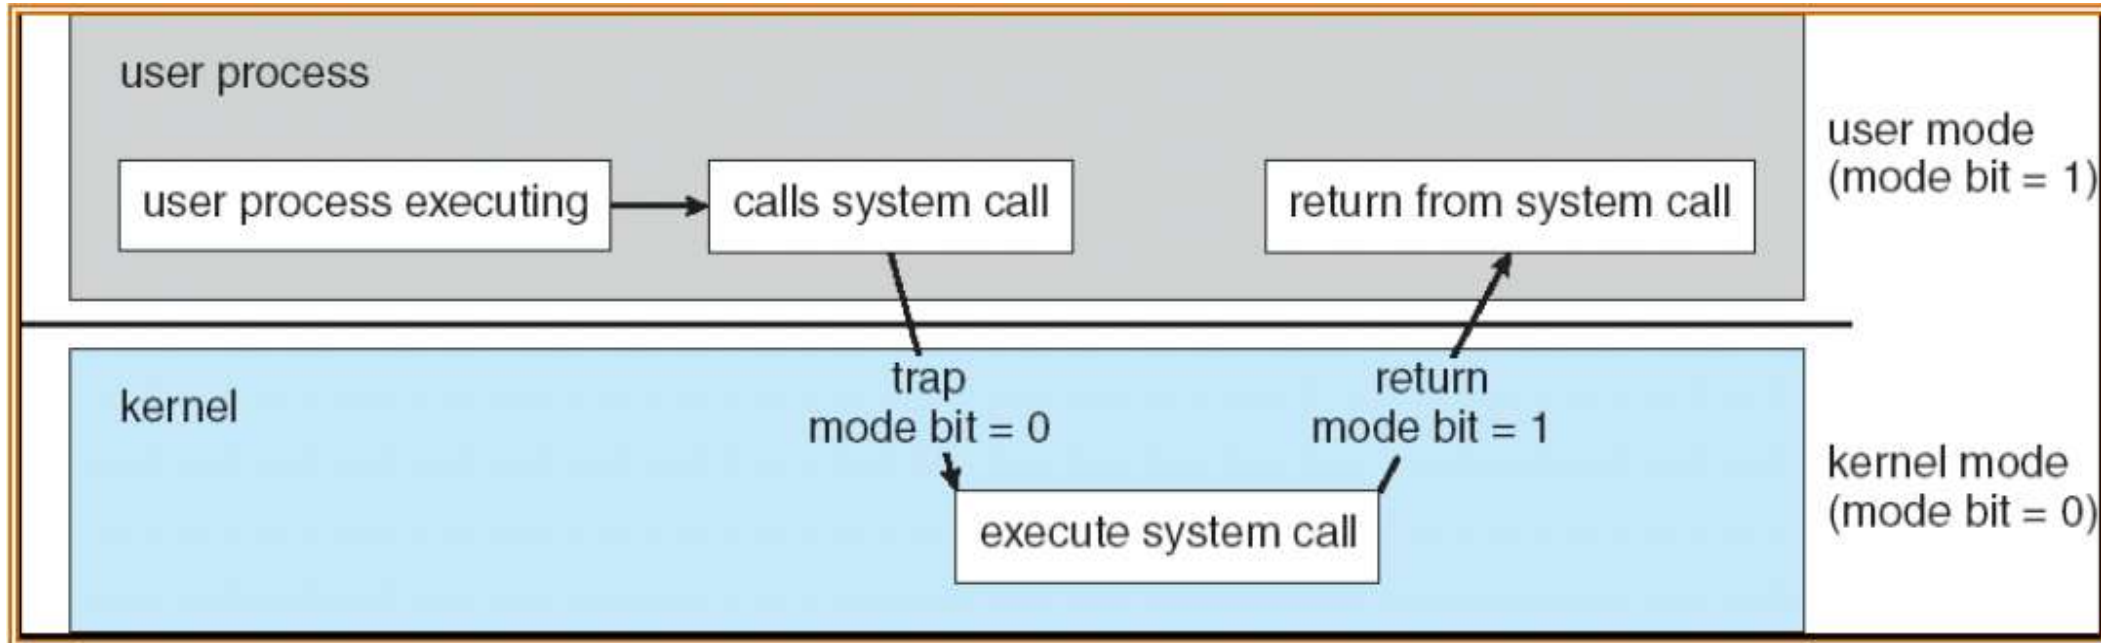 user process
user process executing
calls system call
return from system call
user mode
(mode bit = 1)
kernel
trap
mode bit = 0
return
mode bit = 1
execute system call
kernel mode
(mode bit = 0)